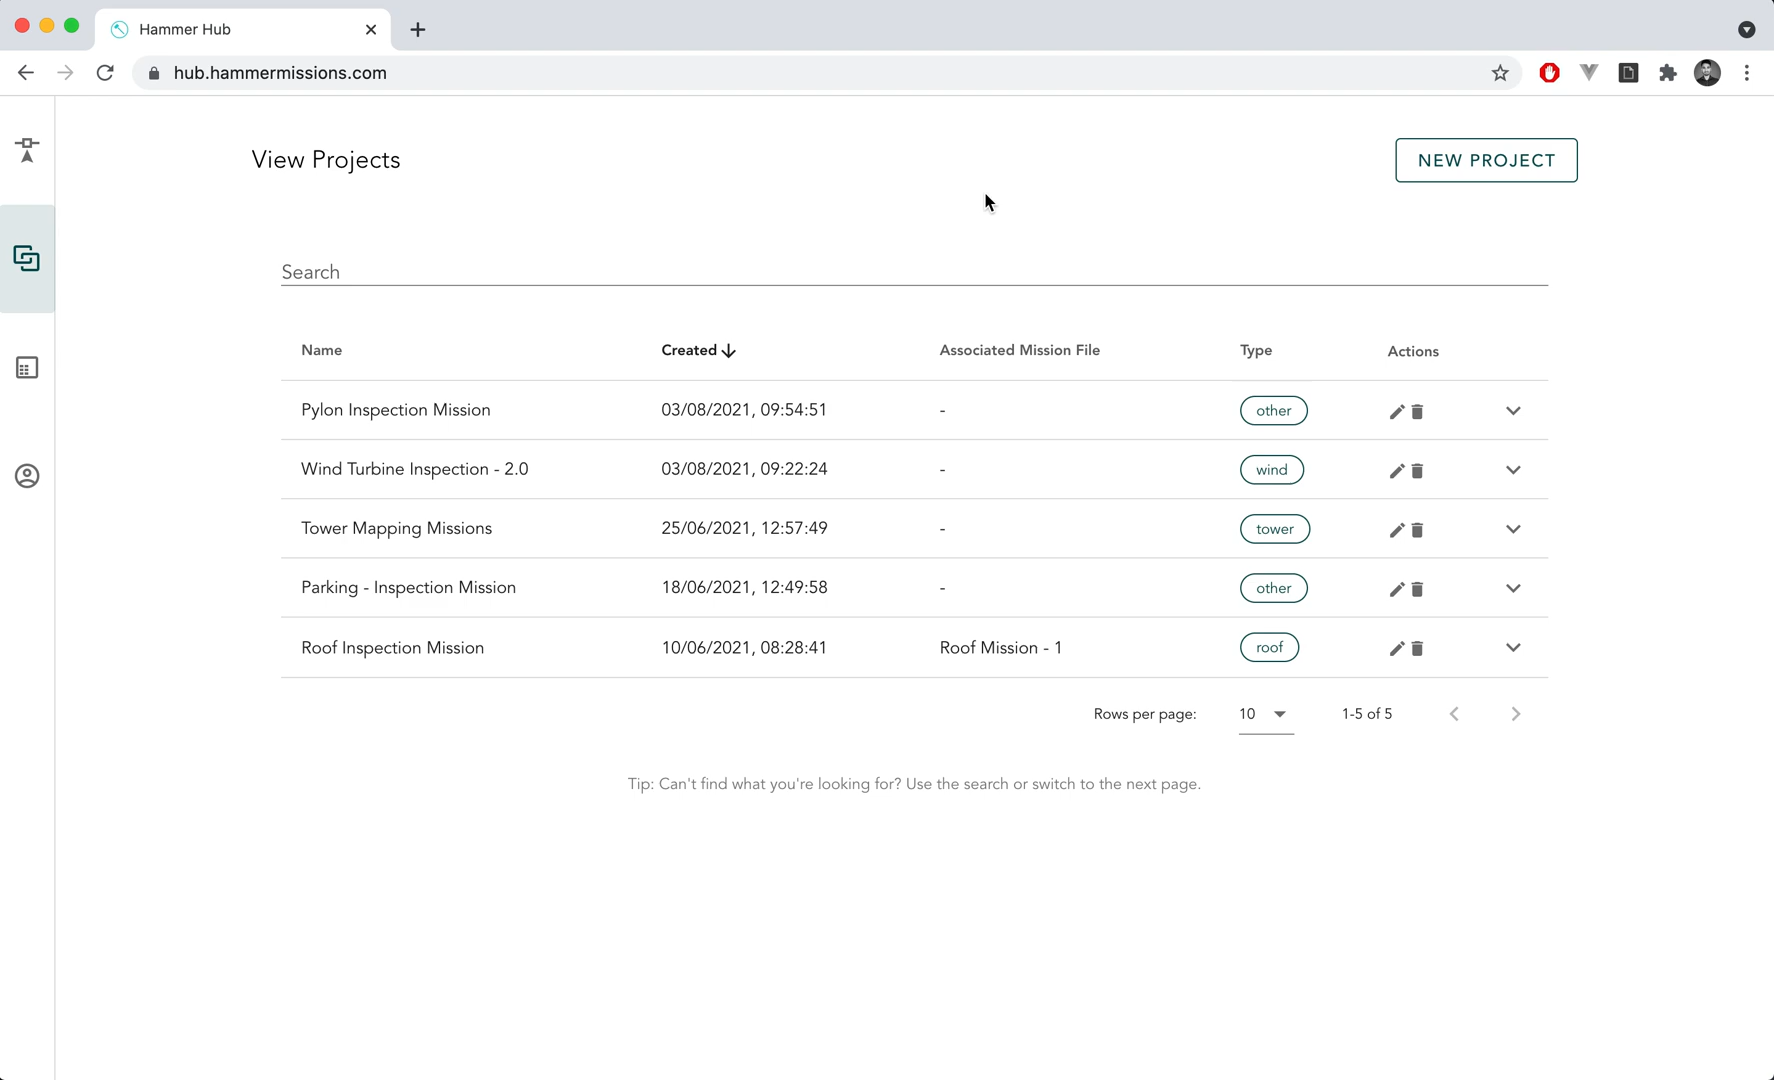 Hammer Hub
hub.hammermissions.com
View Projects
NEW PROJECT
Search
Name Created Associated Mission File Type Actions
Pylon Inspection Mission 03/08/2021, 09:54:51 - other
Wind Turbine Inspection - 2.0 03/08/2021, 09:22:24 - wind
Tower Mapping Missions 25/06/2021, 12:57:49 - tower
Parking - Inspection Mission 18/06/2021, 12:49:58 - other
Roof Inspection Mission 10/06/2021, 08:28:41 Roof Mission - 1 roof
Rows per page: 10 1-5 of 5
Tip: Can't find what you're looking for? Use the search or switch to the next page.